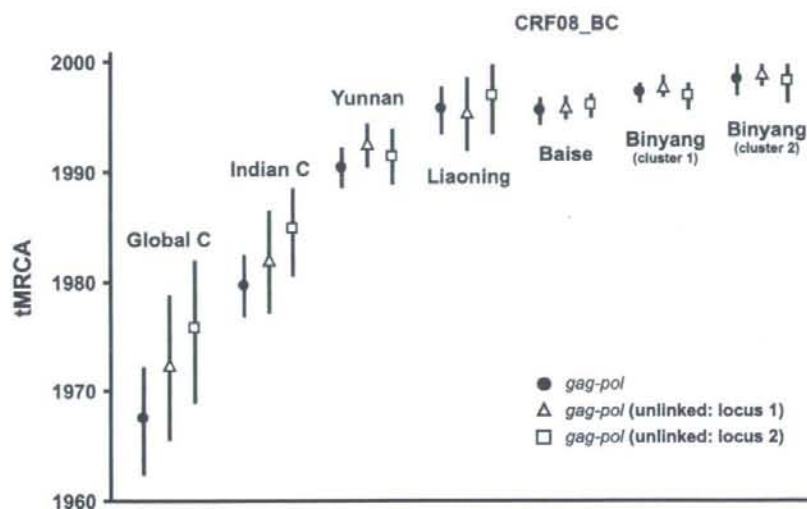 CRF08_BC
2000
Yunnan
Liaoning
Baise
Binyang
(cluster 1)
Binyang
(cluster 2)
1990
Indian C
Global C
1980
tMRCA
1970
1960
gag-pol
gag-pol (unlinked: locus 1)
gag-pol (unlinked: locus 2)